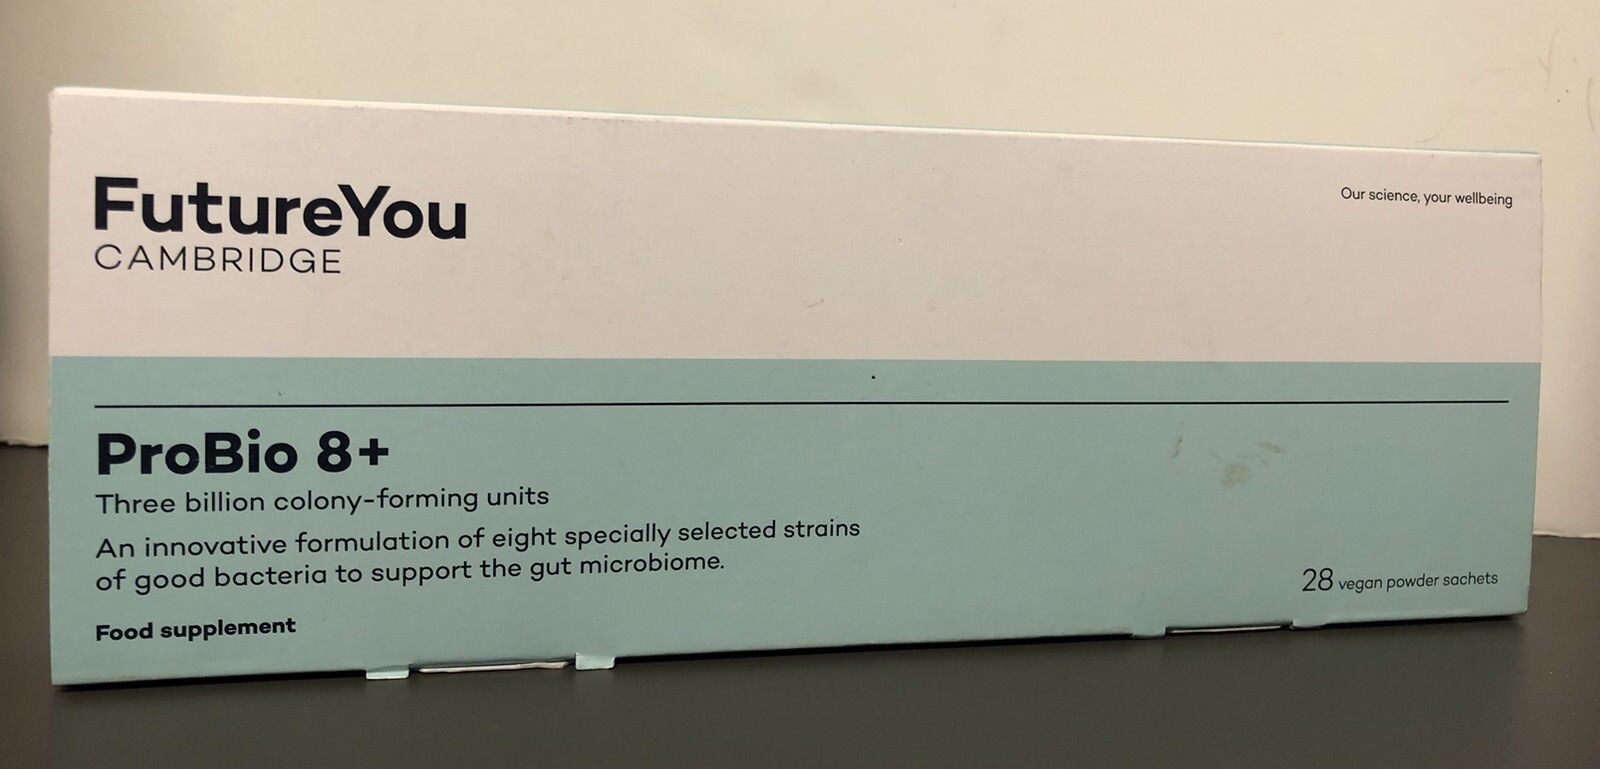 FutureYou
CAMBRIDGE
Our science, your wellbeing
ProBio 8+
Three billion colony-forming units
An innovative formulation of eight specially selected strains
of good bacteria to support the gut microbiome.
Food supplement
28 vegan powder sachets